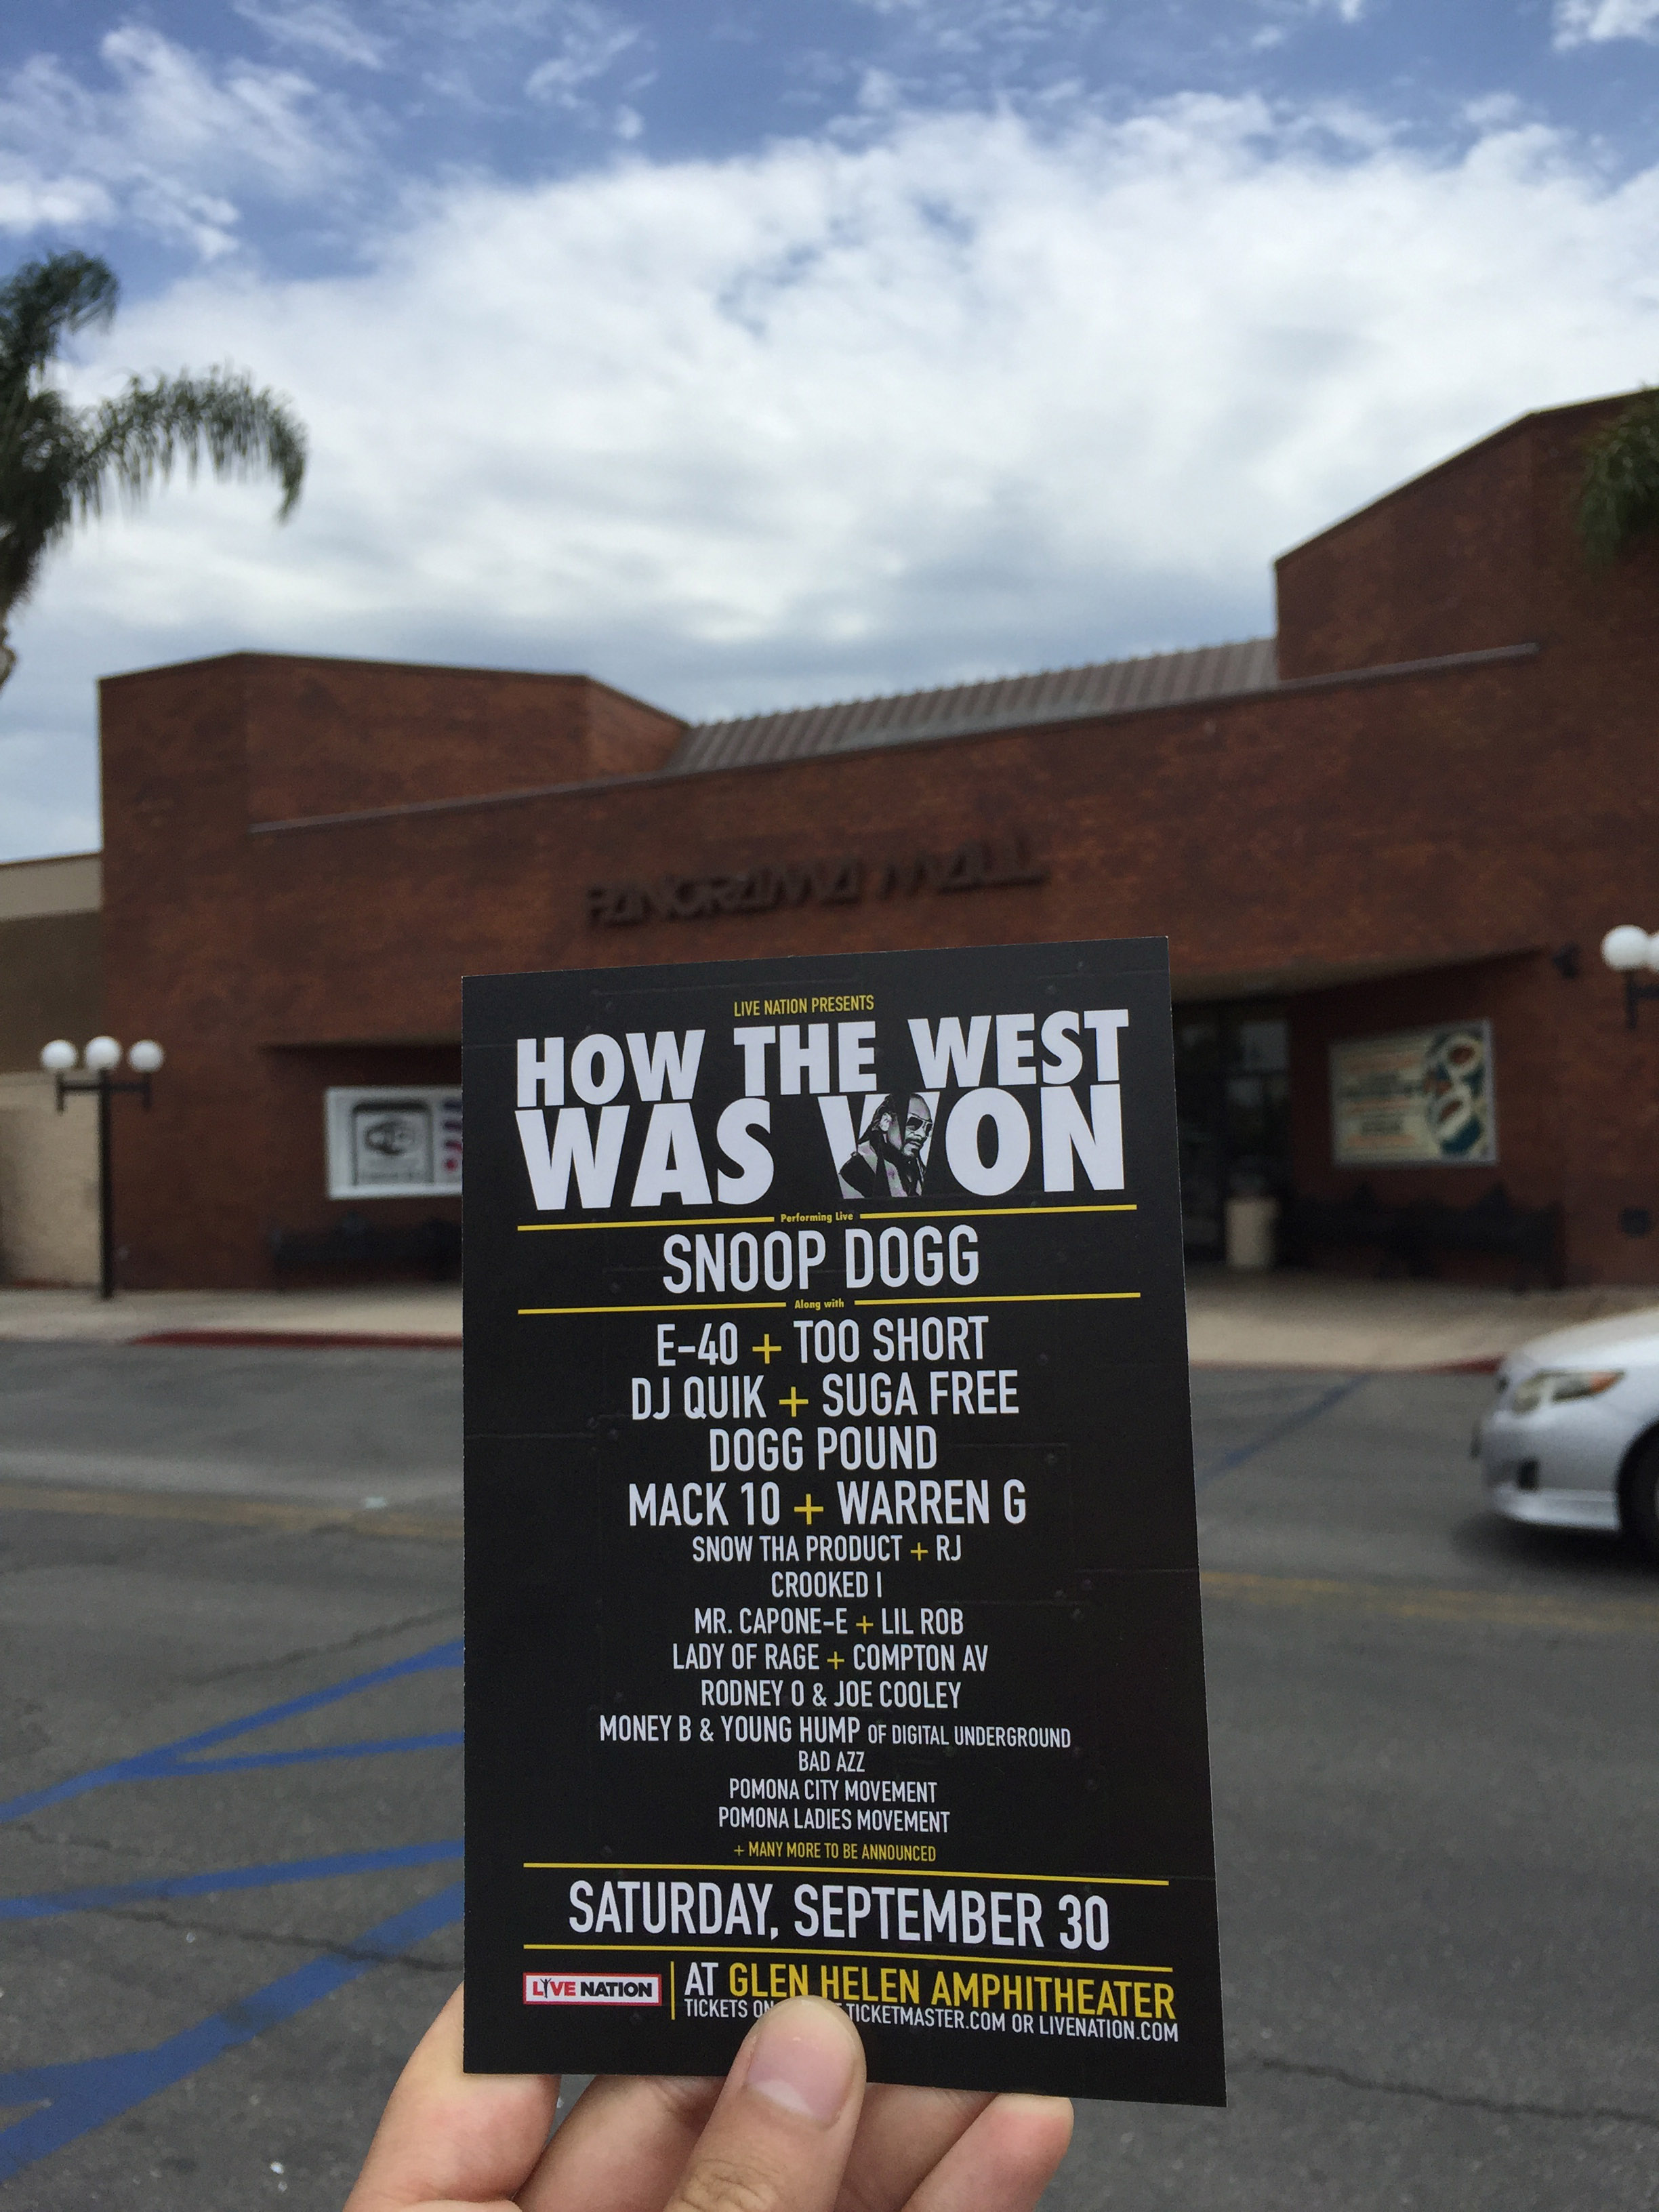 PANORAMA MALL
LIVE NATION PRESENTS
HOW THE WEST
WAS WON
Performing Live
SNOOP DOGG
Along with
E-40 + TOO SHORT
DJ QUIK + SUGA FREE
DOGG POUND
MACK 10 + WARREN G
SNOW THA PRODUCT + RJ
CROOKED I
MR. CAPONE-E + LIL ROB
LADY OF RAGE + COMPTON AV
RODNEY O & JOE COOLEY
MONEY B & YOUNG HUMP OF DIGITAL UNDERGROUND
BAD AZZ
POMONA CITY MOVEMENT
POMONA LADIES MOVEMENT
+ MANY MORE TO BE ANNOUNCED
SATURDAY, SEPTEMBER 30
LIVE NATION
AT GLEN HELEN AMPHITHEATER
TICKETS ON TICKETMASTER.COM OR LIVENATION.COM